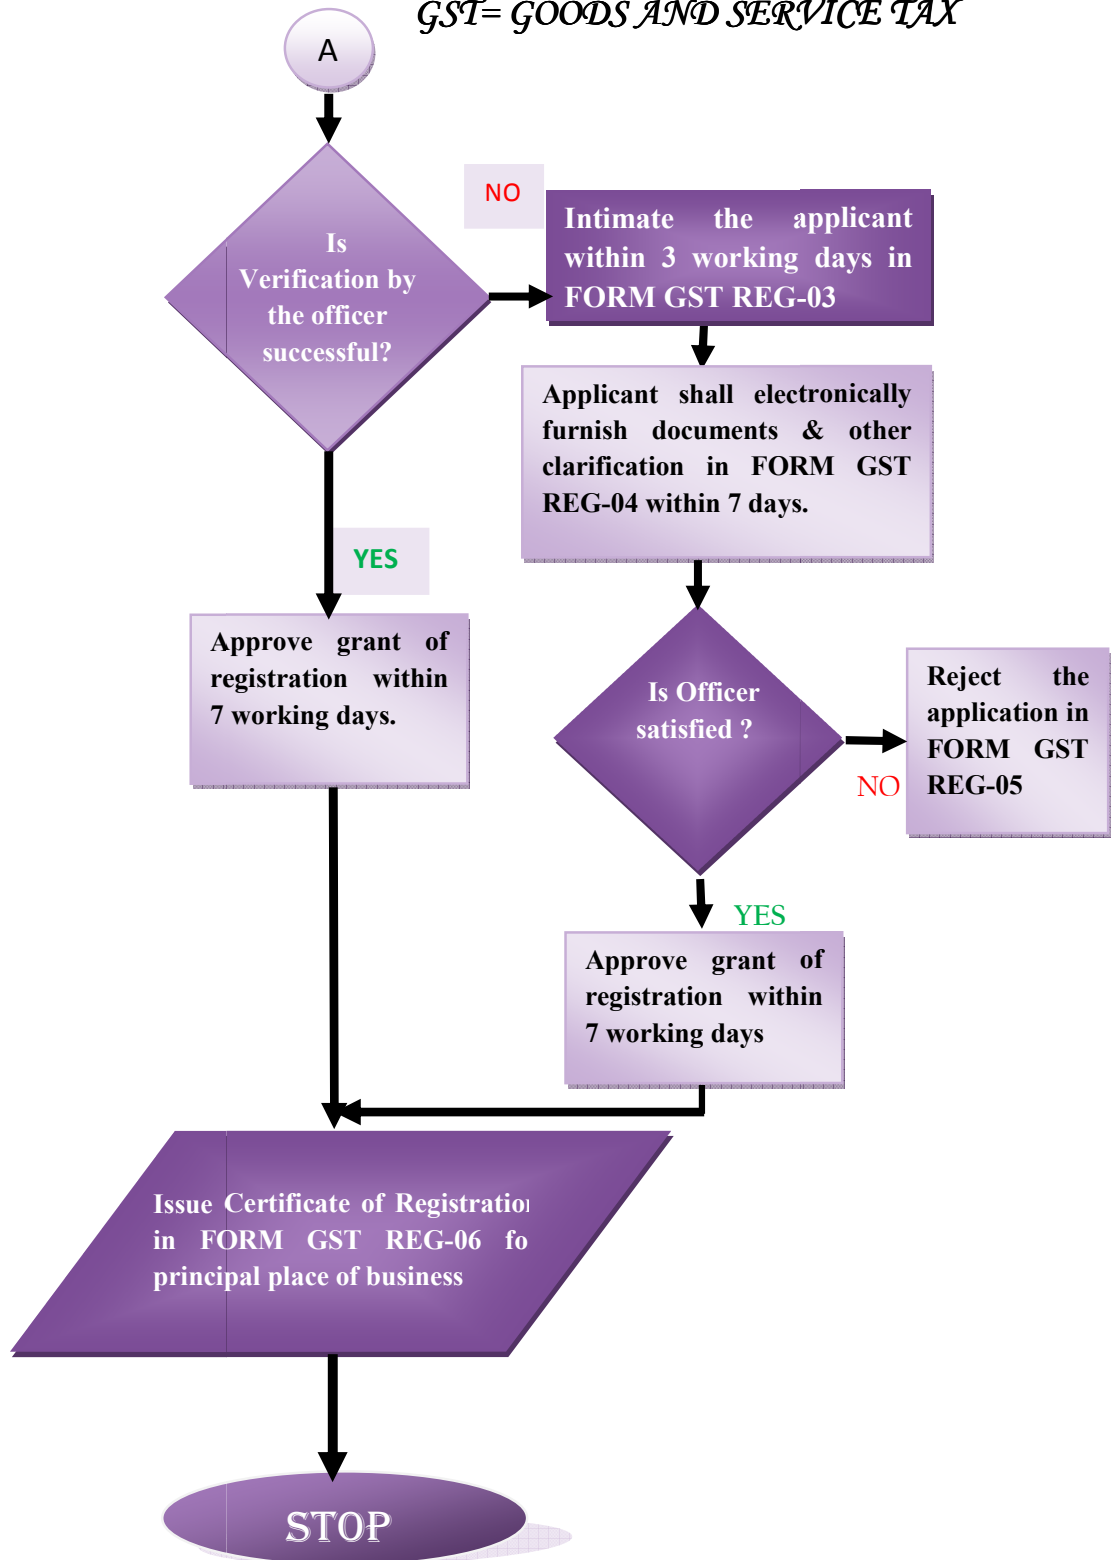 GST= GOODS AND SERVICE TAX
A
Is
Verification by
the officer
successful?
NO
Intimate the applicant
within 3 working days in
FORM GST REG-03
Applicant shall electronically
furnish documents & other
clarification in FORM GST
REG-04 within 7 days.
YES
Approve grant of
registration within
7 working days.
Is Officer
satisfied ?
NO
Reject the
application in
FORM GST
REG-05
YES
Approve grant of
registration within
7 working days
Issue Certificate of Registration
in FORM GST REG-06 fo
principal place of business
STOP